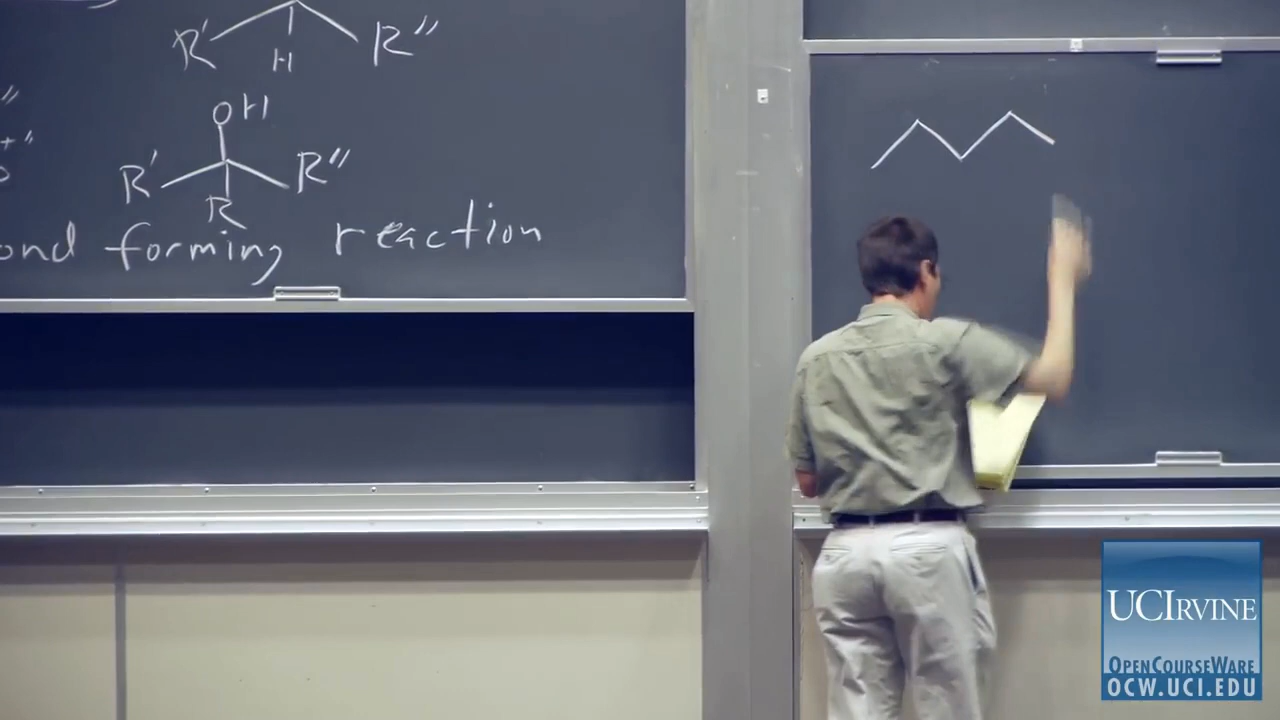 R' H R"
OH
R' R"
R
ond forming reaction
UCIRVINE
OPENCOURSEWARE
OCW.UCI.EDU